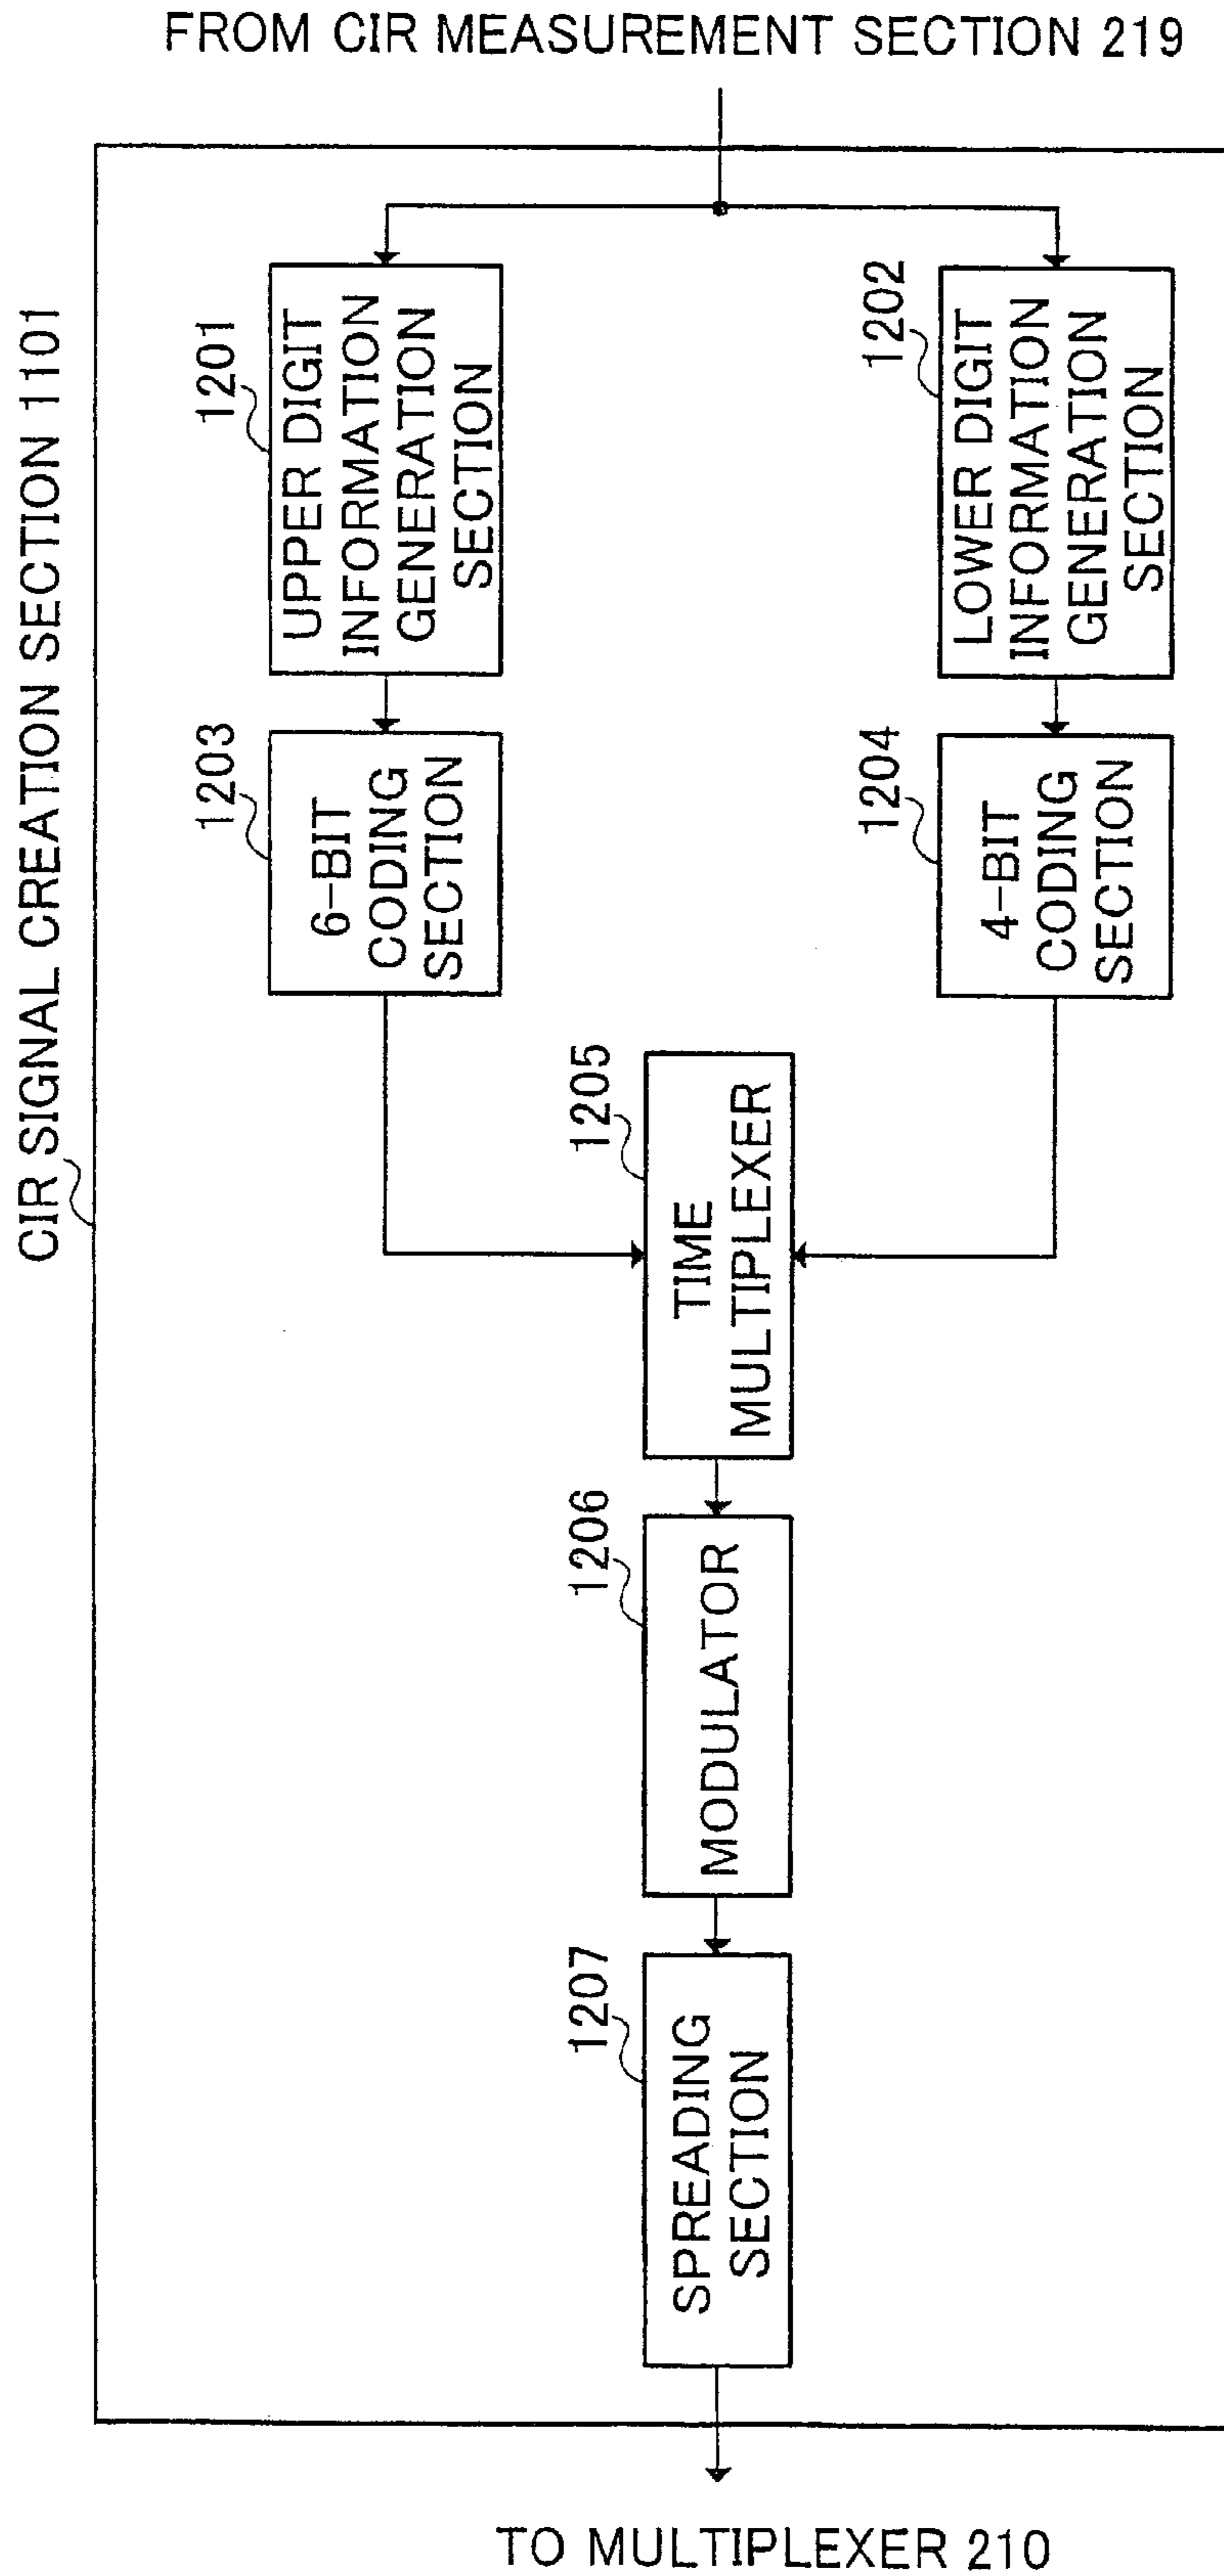 FROM CIR MEASUREMENT SECTION 219
CIR SIGNAL CREATION SECTION 1101
1201
UPPER DIGIT
INFORMATION
GENERATION
SECTION
1202
LOWER DIGIT
INFORMATION
GENERATION
SECTION
1203
6-BIT
CODING
SECTION
1204
4-BIT
CODING
SECTION
1205
TIME
MULTIPLEXER
1206
MODULATOR
1207
SPREADING
SECTION
TO MULTIPLEXER 210